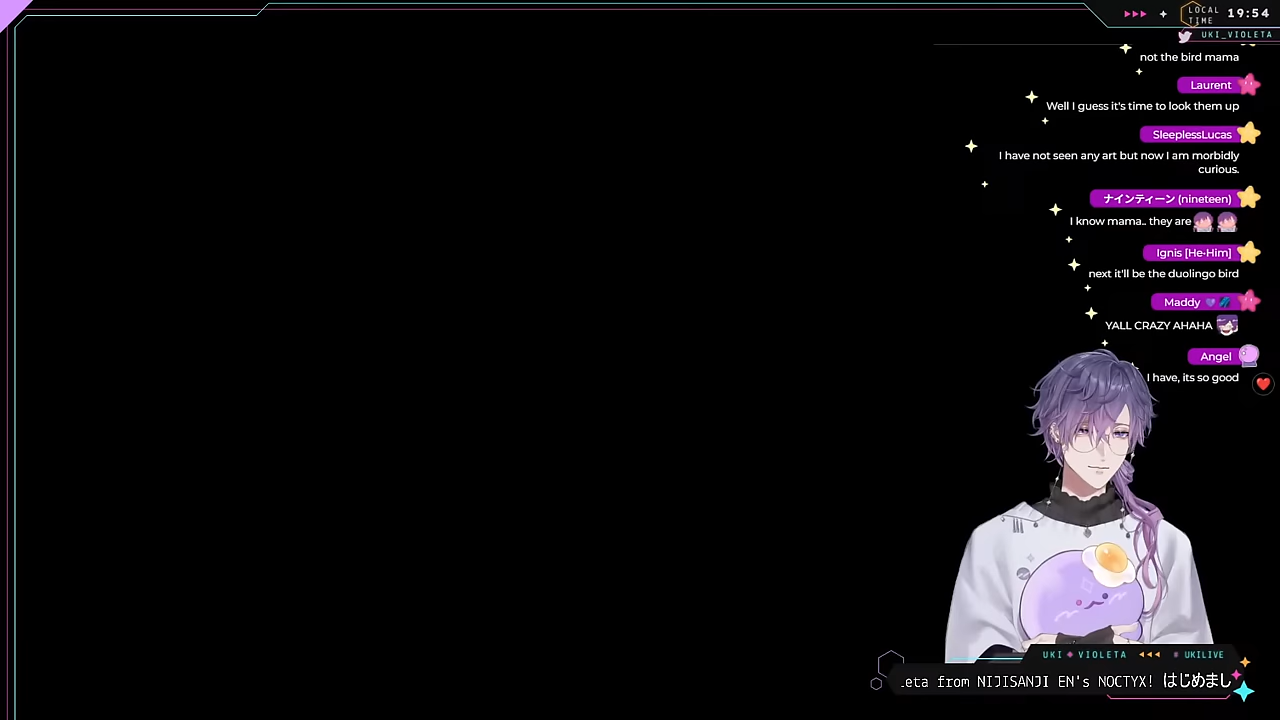 LOCAL
TIME
19:54
UKI_VIOLETA
not the bird mama
Laurent
Well I guess it's time to look them up
SleeplessLucas
I have not seen any art but now I am morbidly
curious.
ナインティーン (nineteen)
I know mama.. they are
Ignis [He-Him]
next it'll be the duolingo bird
Maddy
YALL CRAZY AHAHA
Angel
I have, its so good
UKI VIOLETA
UKILIVE
from NIJISANJI EN's NOCTYX! はじめまし